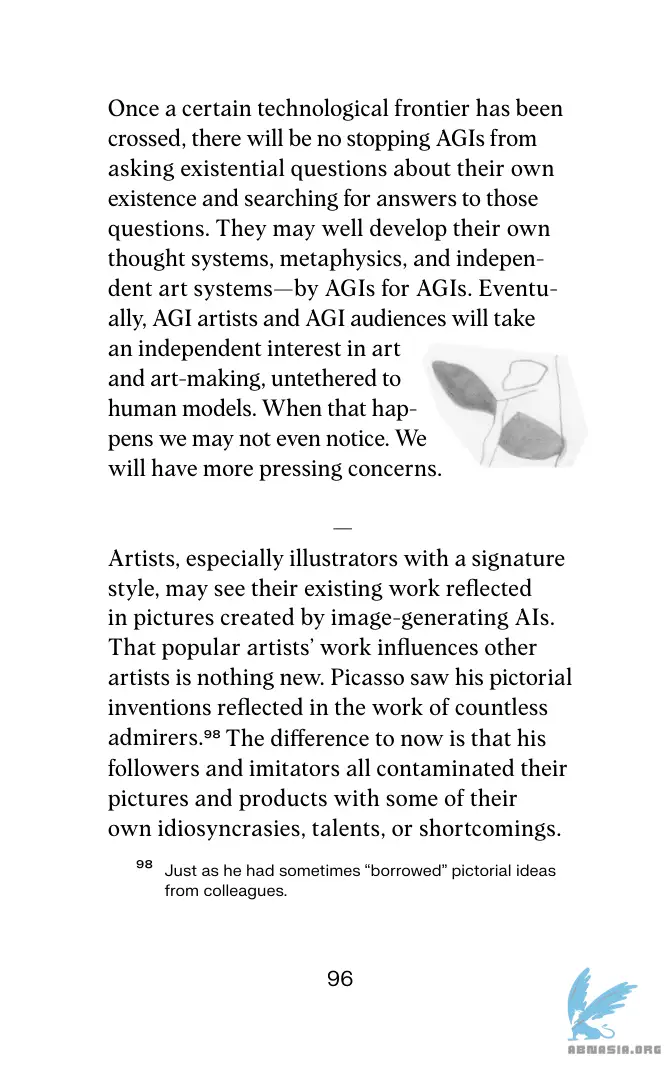 Once a certain technological frontier has been
crossed, there will be no stopping AGIs from
asking existential questions about their own
existence and searching for answers to those
questions. They may well develop their own
thought systems, metaphysics, and indepen-
dent art systems—by AGIs for AGIs. Eventu-
ally, AGI artists and AGI audiences will take
an independent interest in art
and art-making, untethered to
human models. When that hap-
pens we may not even notice. We
will have more pressing concerns.
—
Artists, especially illustrators with a signature
style, may see their existing work reflected
in pictures created by image-generating AIs.
That popular artists’ work influences other
artists is nothing new. Picasso saw his pictorial
inventions reflected in the work of countless
admirers.⁹⁸ The difference to now is that his
followers and imitators all contaminated their
pictures and products with some of their
own idiosyncrasies, talents, or shortcomings.
⁹⁸ Just as he had sometimes “borrowed” pictorial ideas
from colleagues.
96
ABNASIA.ORG